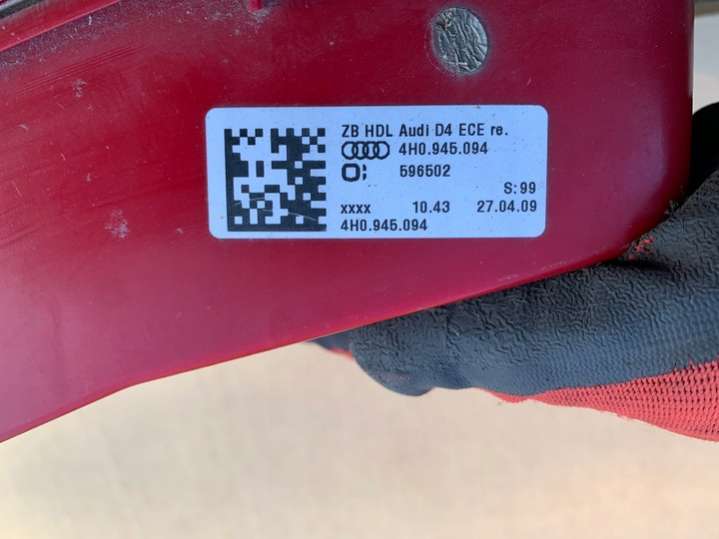 ZB HDL Audi D4 ECE re.
4H0.945.094
596502
S:99
xxxx 10.43 27.04.09
4H0.945.094